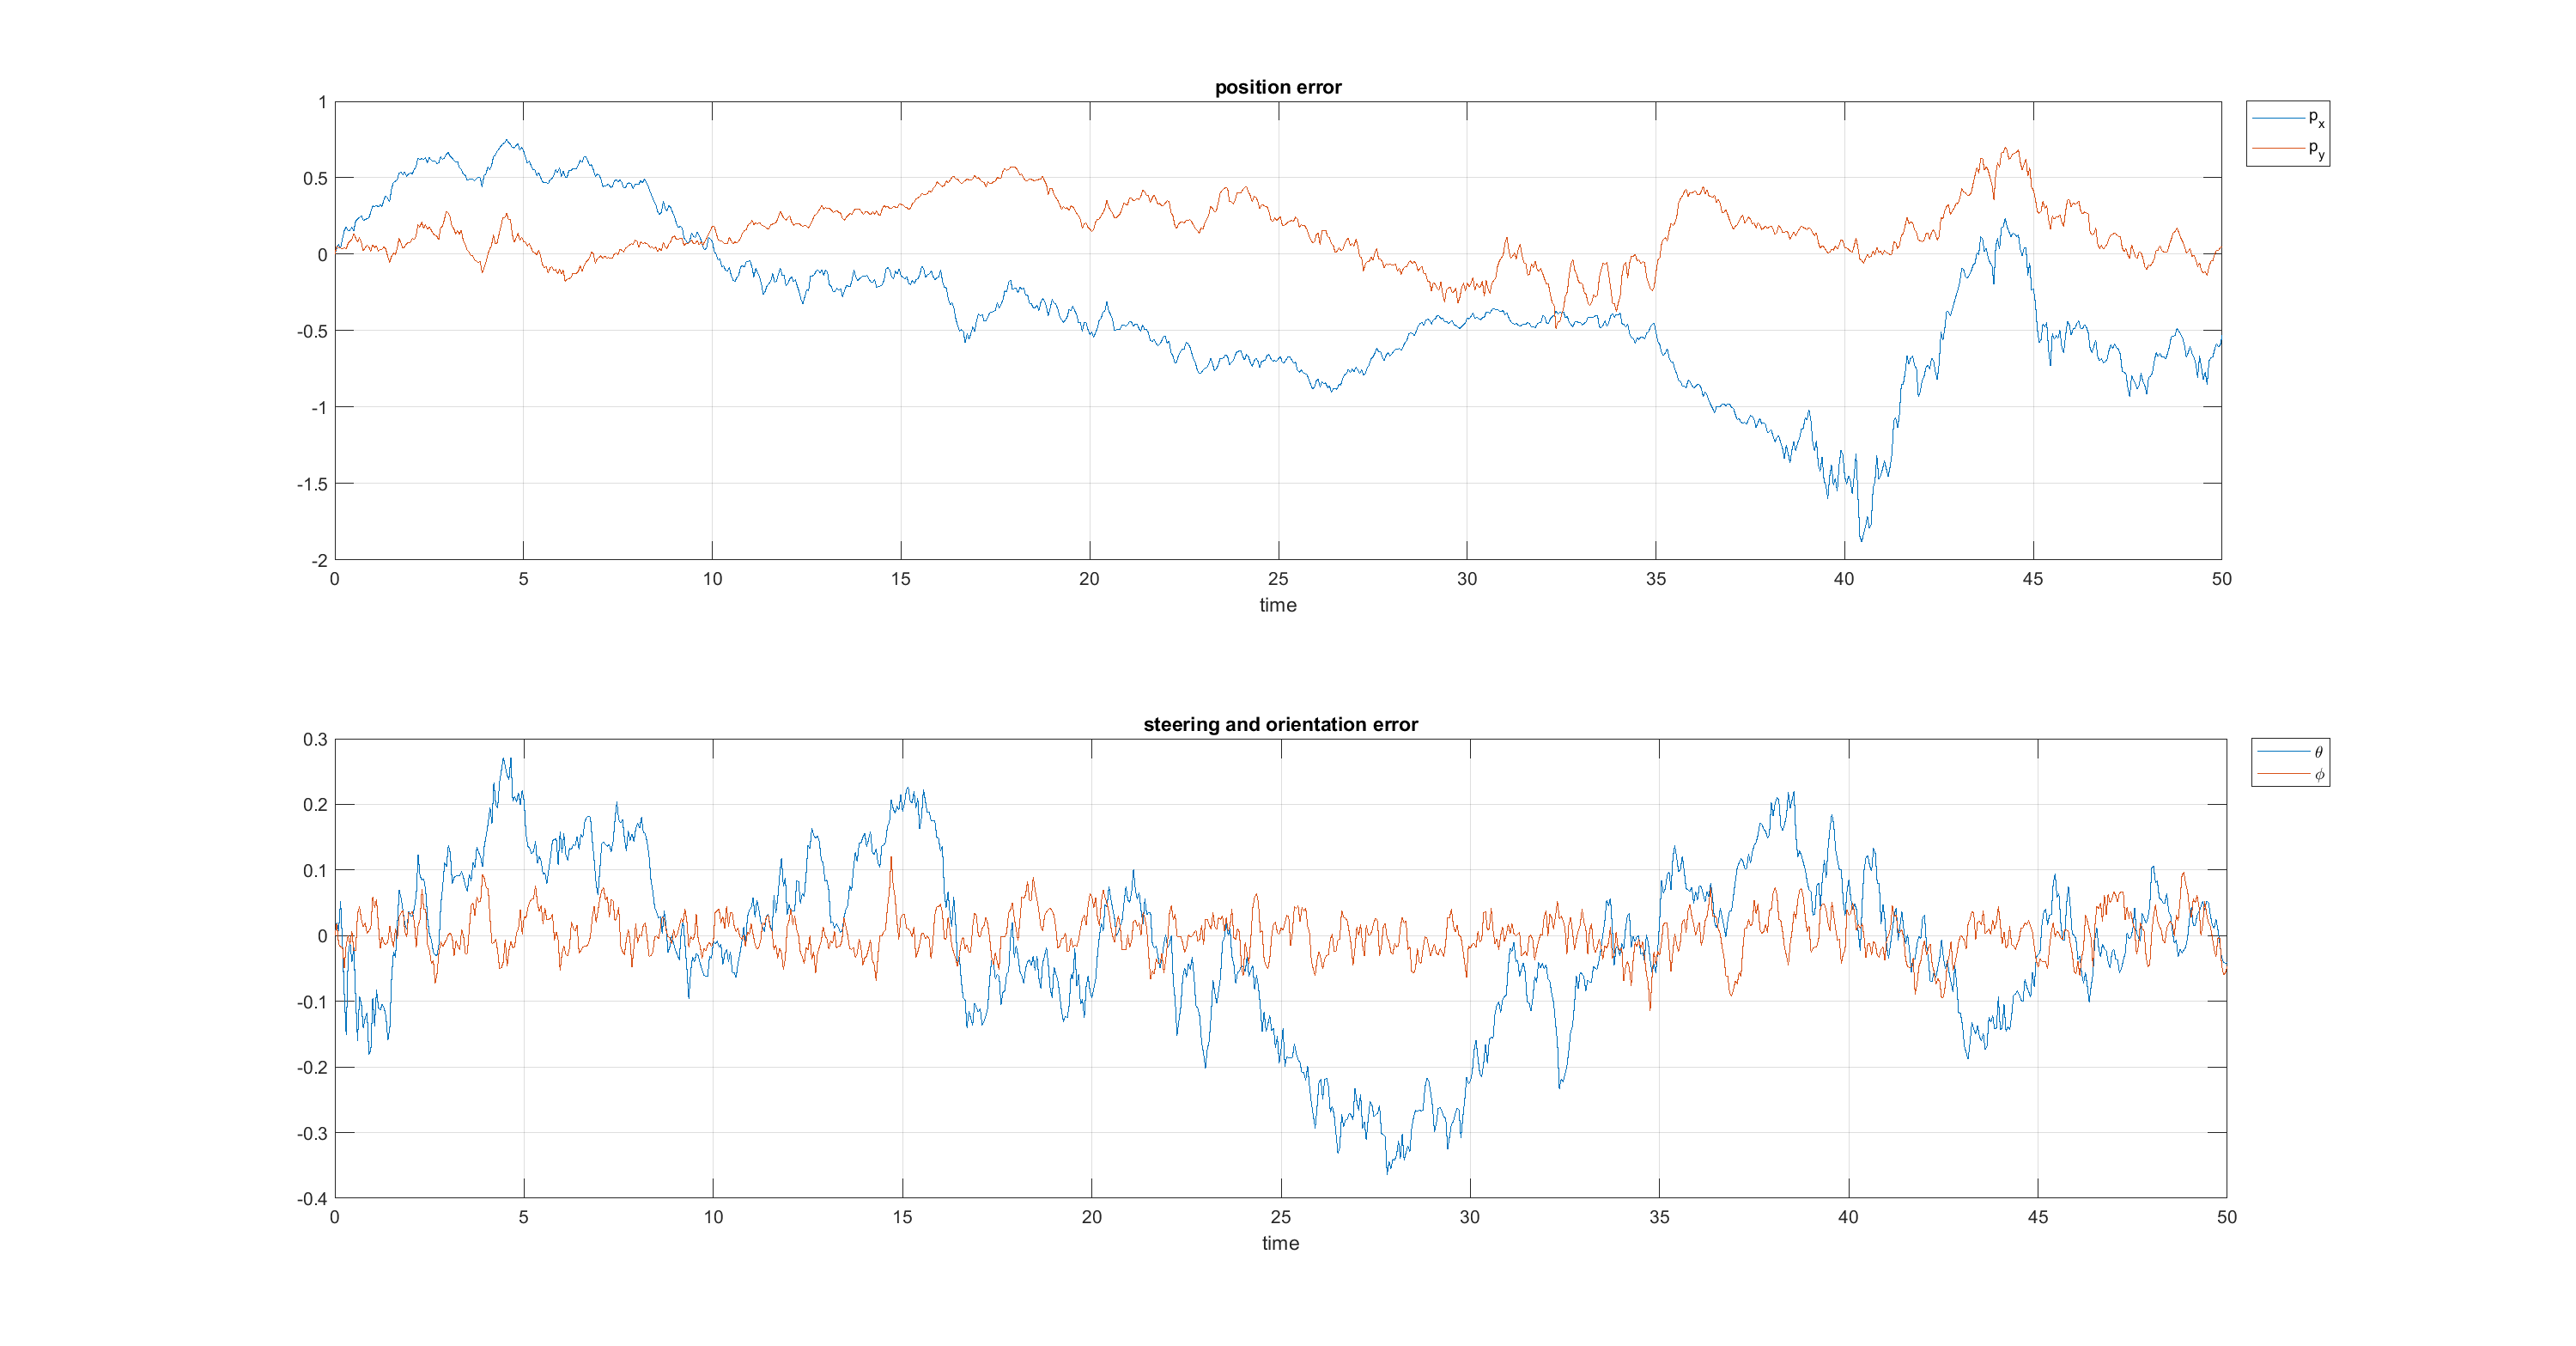 position error
1
0.5
0
-0.5
-1
-1.5
-2
0 5 10 15 20 25 30 35 40 45 50
time
p_x
p_y
steering and orientation error
0.3
0.2
0.1
0
-0.1
-0.2
-0.3
-0.4
0 5 10 15 20 25 30 35 40 45 50
time
θ
ϕ